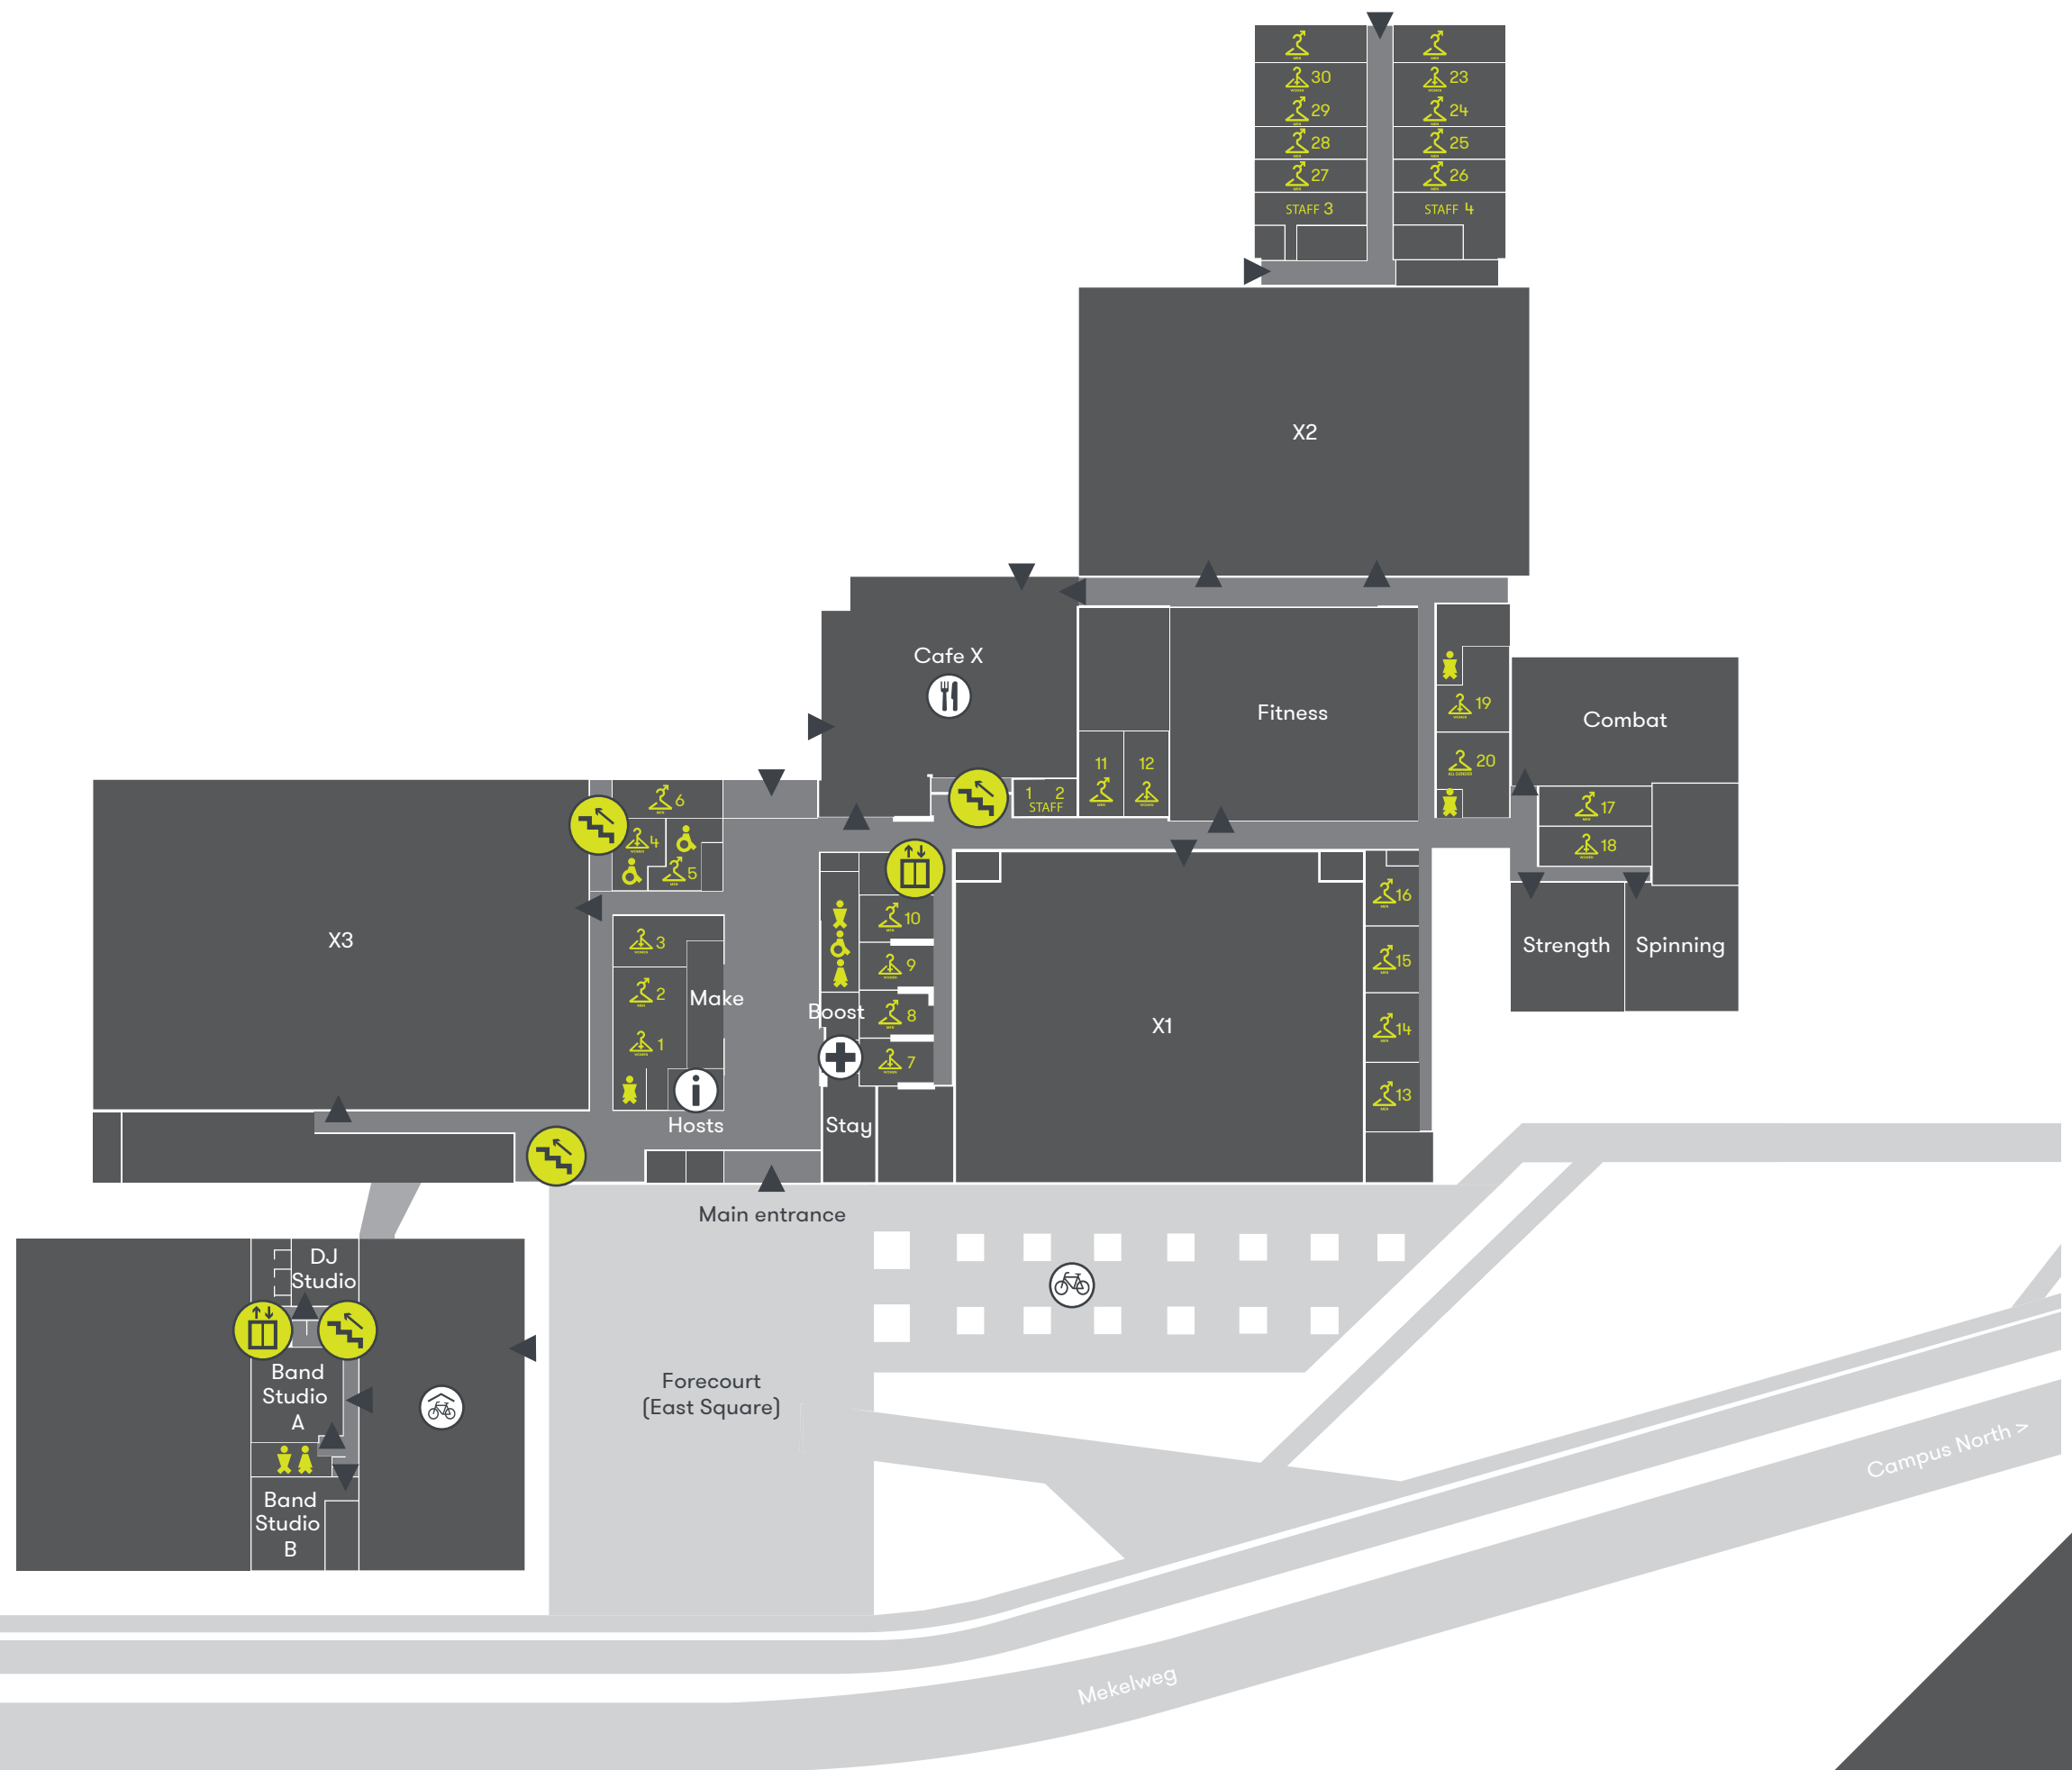 30
23
29
24
28
25
27
26
STAFF 3
STAFF 4
X2
Cafe X
Fitness
Combat
19
20
11
12
1 2
STAFF
6
4
5
17
18
16
10
15
9
14
8
13
7
3
2
1
X3
Make
Boost
X1
Strength
Spinning
Hosts
Stay
Main entrance
DJ
Studio
Band
Studio
A
Band
Studio
B
Forecourt
(East Square)
Campus North >
Mekelweg